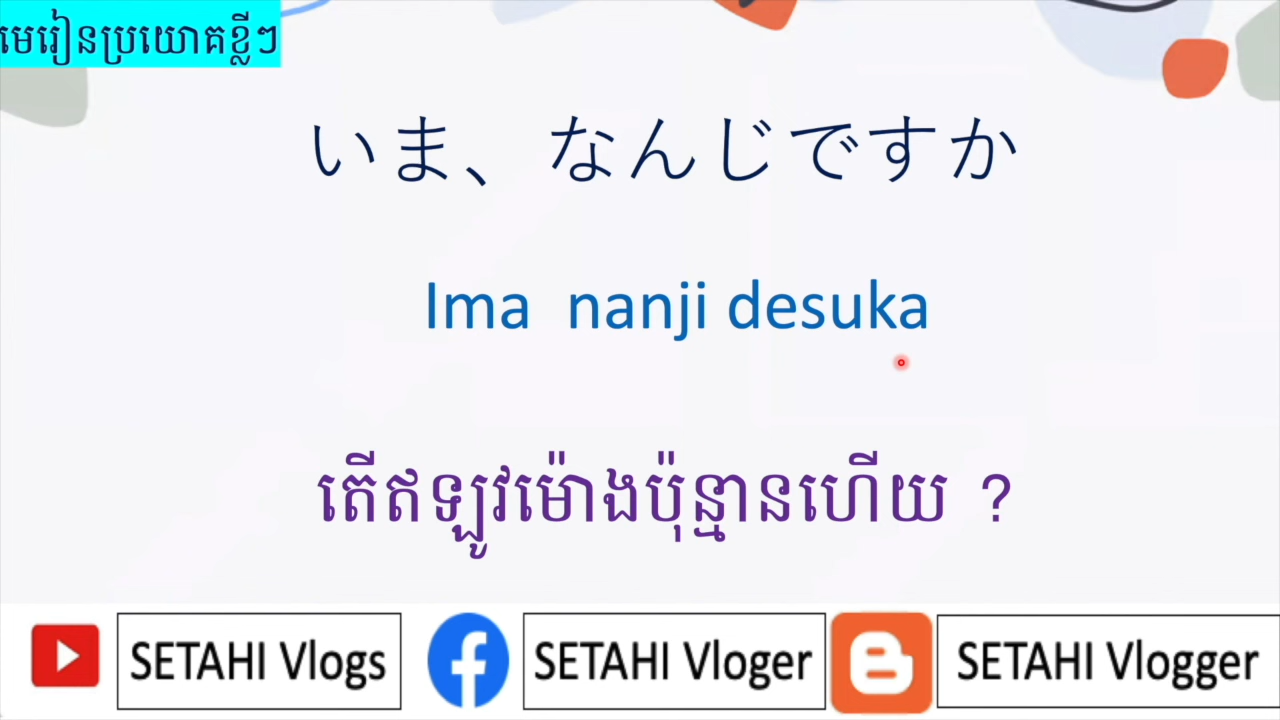 មេរៀនប្រយោគខ្លីៗ
いま、なんじですか
Ima nanji desuka
តើឥឡូវម៉ោងប៉ុន្មានហើយ ?
SETAHI Vlogs
SETAHI Vloger
SETAHI Vlogger